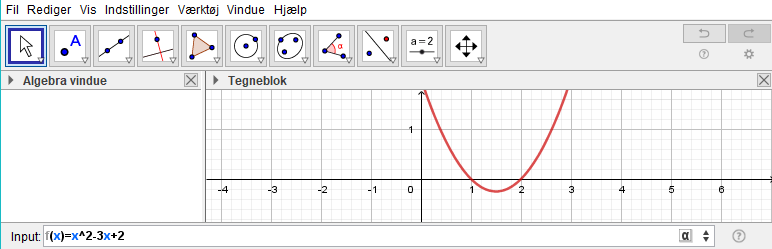 Fil Rediger Vis Indstillinger Værktøj Vindue Hjælp
A α a = 2
Algebra vindue Tegneblok
1
-4 -3 -2 -1 0 1 2 3 4 5 6
Input: f(x)=x^2-3x+2 α